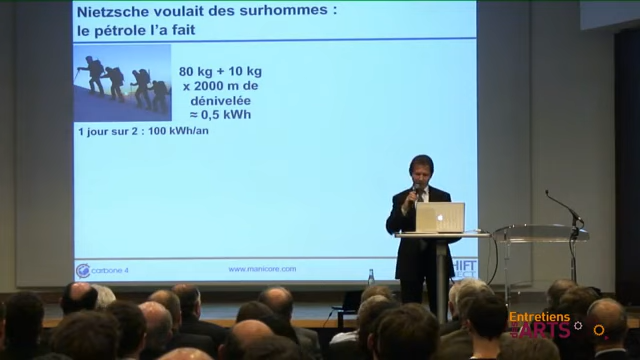 Nietzsche voulait des surhommes :
le pétrole l’a fait
80 kg + 10 kg
x 2000 m de
dénivelée
≈ 0,5 kWh
1 jour sur 2 : 100 kWh/an
carbone 4
www.manicore.com
Entretiens
ARTS